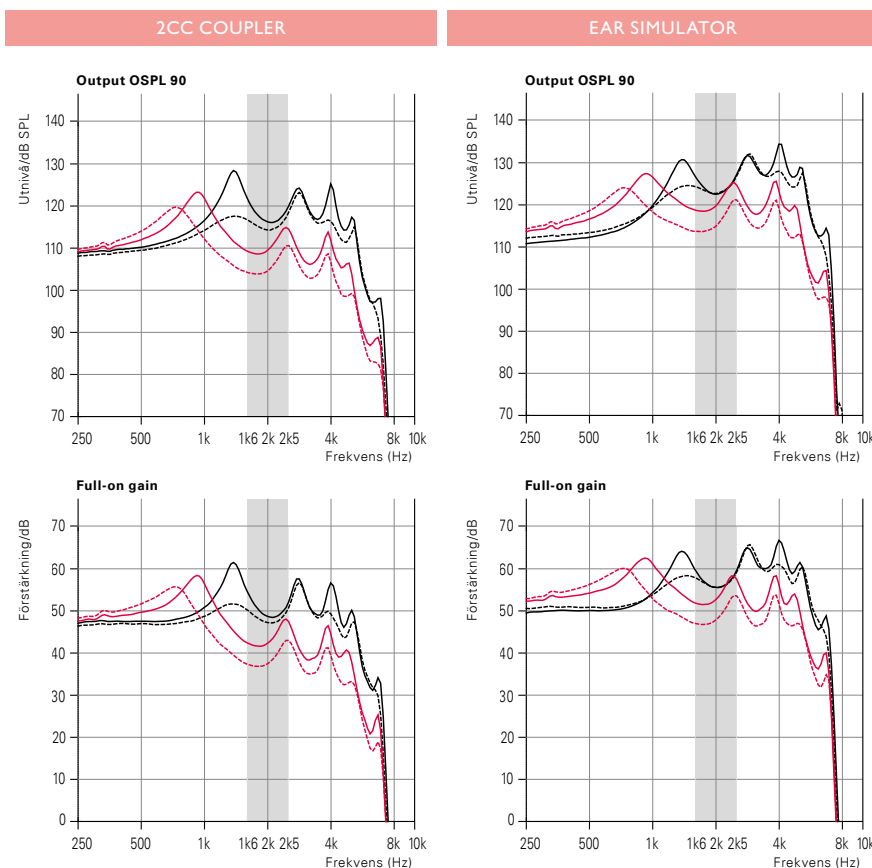 2CC COUPLER
EAR SIMULATOR
Output OSPL 90
Utnivå/dB SPL
140
130
120
110
100
90
80
70
250 500 1k 1k6 2k 2k5 4k 8k 10k
Frekvens (Hz)
Output OSPL 90
Utnivå/dB SPL
140
130
120
110
100
90
80
70
250 500 1k 1k6 2k 2k5 4k 8k 10k
Frekvens (Hz)
Full-on gain
Förstärkning/dB
70
60
50
40
30
20
10
0
250 500 1k 1k6 2k 2k5 4k 8k 10k
Frekvens (Hz)
Full-on gain
Förstärkning/dB
70
60
50
40
30
20
10
0
250 500 1k 1k6 2k 2k5 4k 8k 10k
Frekvens (Hz)